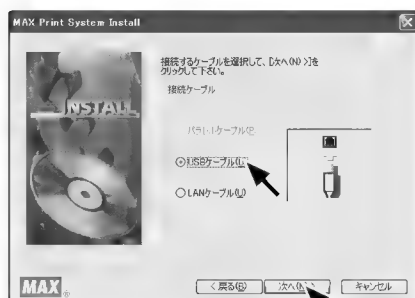 MAX Print System Install
接続するケーブルを選択して、[次へ(N) >]を
クリックして下さい。
接続ケーブル
INSTALL
パラレルケーブル(P)
USBケーブル(U)
LANケーブル(U)
MAX
< 戻る(B)
次へ(N) >
キャンセル